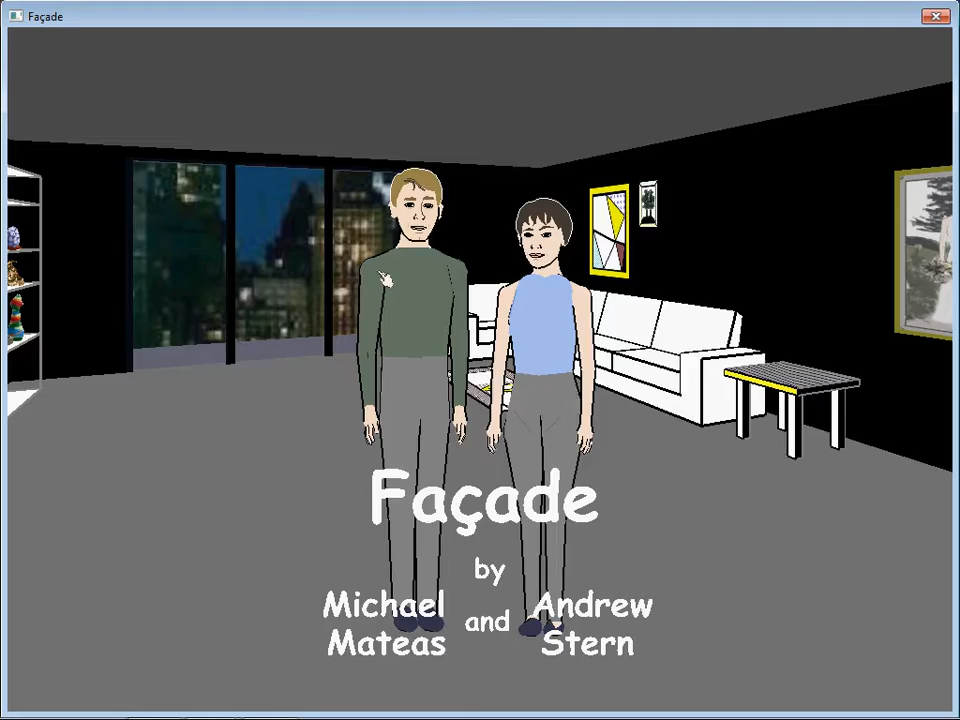 Façade
Façade
by
Michael
Mateas
and
Andrew
Stern